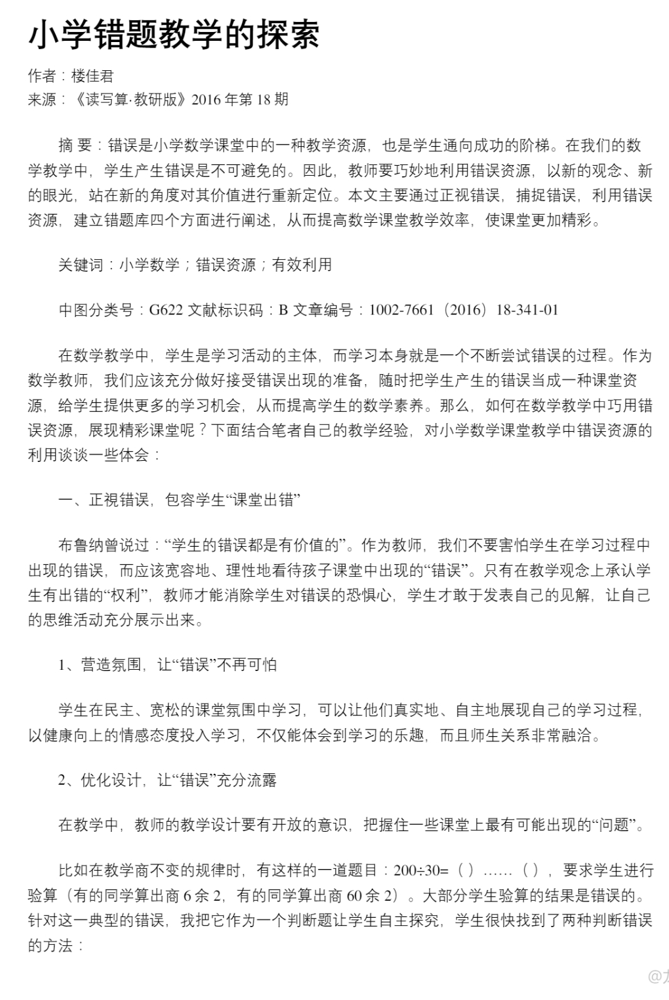 小学错题教学的探索
作者：楼佳君
来源：《读写算·教研版》2016 年第 18 期
摘 要：错误是小学数学课堂中的一种教学资源，也是学生通向成功的阶梯。在我们的数
学教学中，学生产生错误是不可避免的。因此，教师要巧妙地利用错误资源，以新的观念、新
的眼光，站在新的角度对其价值进行重新定位。本文主要通过正视错误，捕捉错误，利用错误
资源，建立错题库四个方面进行阐述，从而提高数学课堂教学效率，使课堂更加精彩。
关键词：小学数学；错误资源；有效利用
中图分类号：G622 文献标识码：B 文章编号：1002-7661（2016）18-341-01
在数学教学中，学生是学习活动的主体，而学习本身就是一个不断尝试错误的过程。作为
数学教师，我们应该充分做好接受错误出现的准备，随时把学生产生的错误当成一种课堂资
源，给学生提供更多的学习机会，从而提高学生的数学素养。那么，如何在数学教学中巧用错
误资源，展现精彩课堂呢？下面结合笔者自己的教学经验，对小学数学课堂教学中错误资源的
利用谈谈一些体会：
一、正視错误，包容学生“课堂出错”
布鲁纳曾说过：“学生的错误都是有价值的”。作为教师，我们不要害怕学生在学习过程中
出现的错误，而应该宽容地、理性地看待孩子课堂中出现的“错误”。只有在教学观念上承认学
生有出错的“权利”，教师才能消除学生对错误的恐惧心，学生才敢于发表自己的见解，让自己
的思维活动充分展示出来。
1、营造氛围，让“错误”不再可怕
学生在民主、宽松的课堂氛围中学习，可以让他们真实地、自主地展现自己的学习过程，
以健康向上的情感态度投入学习，不仅能体会到学习的乐趣，而且师生关系非常融洽。
2、优化设计，让“错误”充分流露
在教学中，教师的教学设计要有开放的意识，把握住一些课堂上最有可能出现的“问题”。
比如在教学商不变的规律时，有这样的一道题目：200÷30=（ ）……（ ），要求学生进行
验算（有的同学算出商 6 余 2，有的同学算出商 60 余 2）。大部分学生验算的结果是错误的。
针对这一典型的错误，我把它作为一个判断题让学生自主探究，学生很快找到了两种判断错误
的方法：